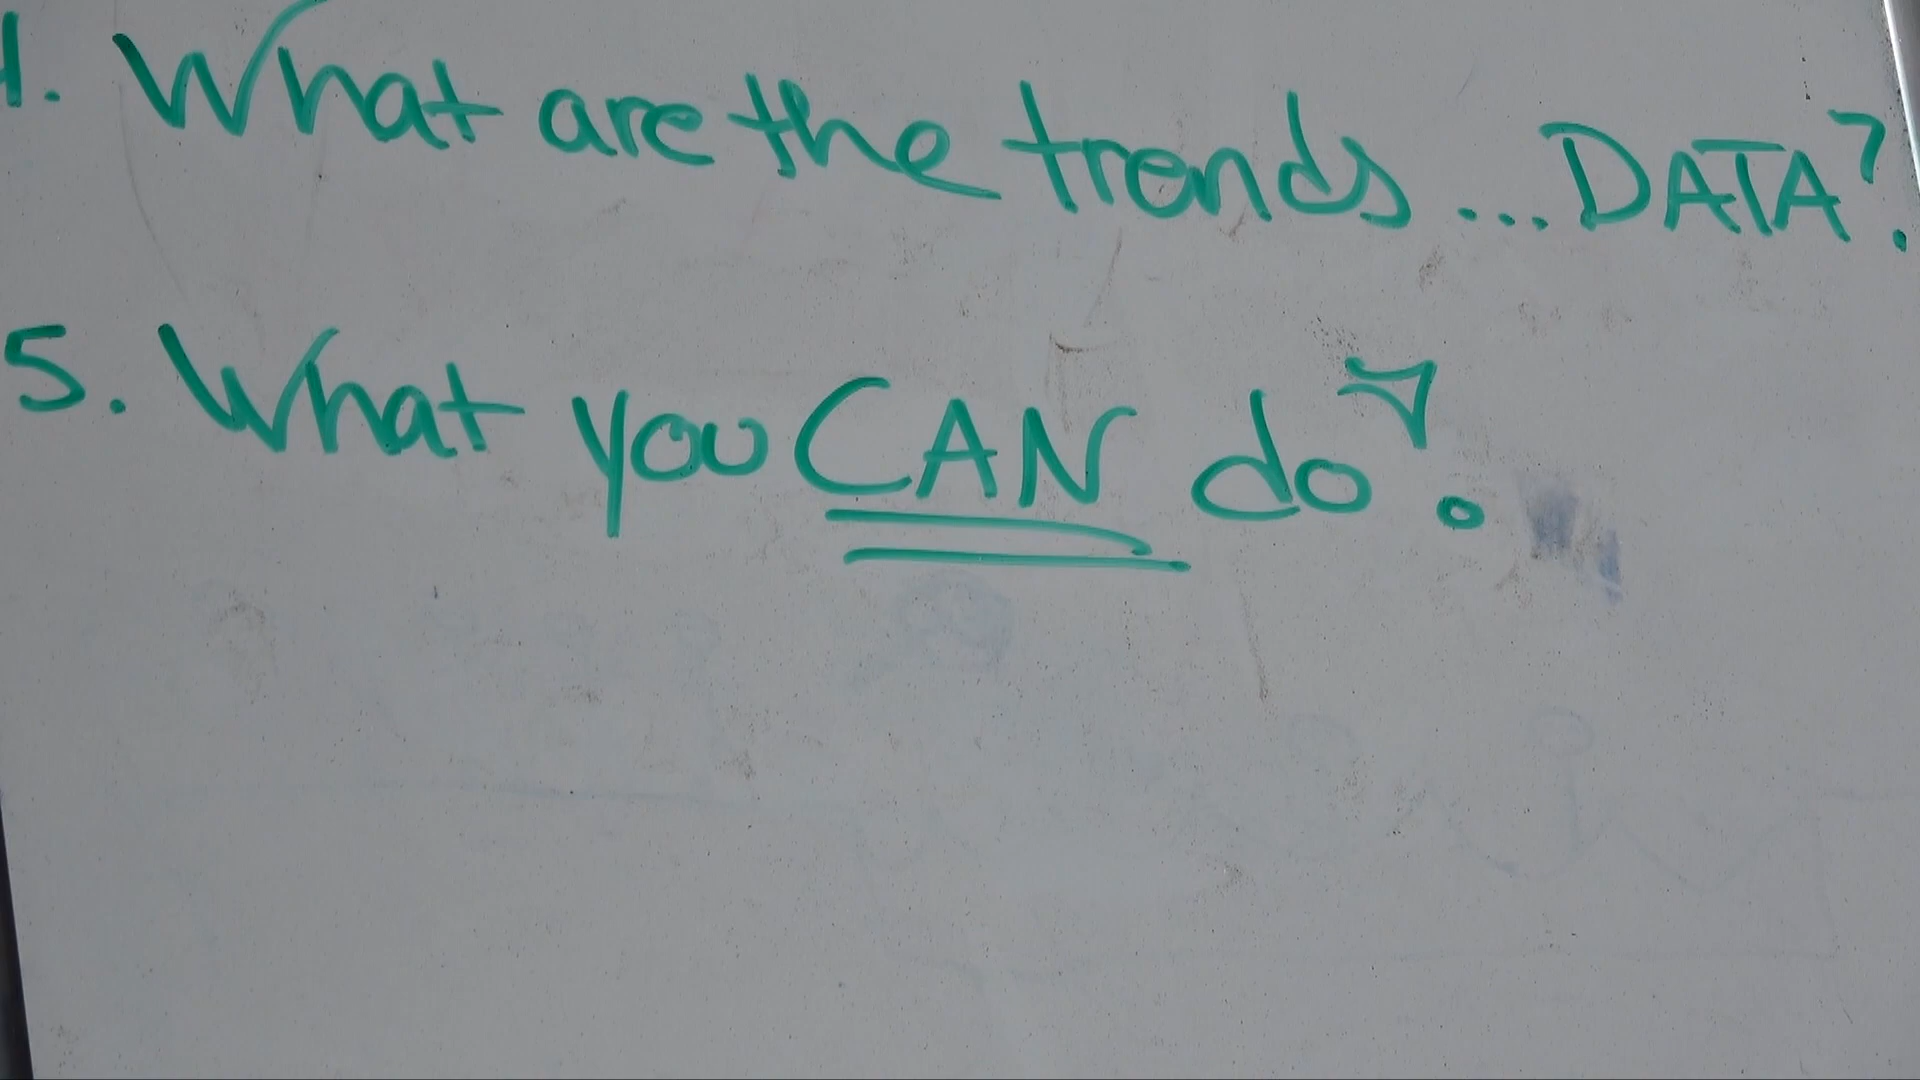 4. What are the trends... DATA?
5. What you CAN do?